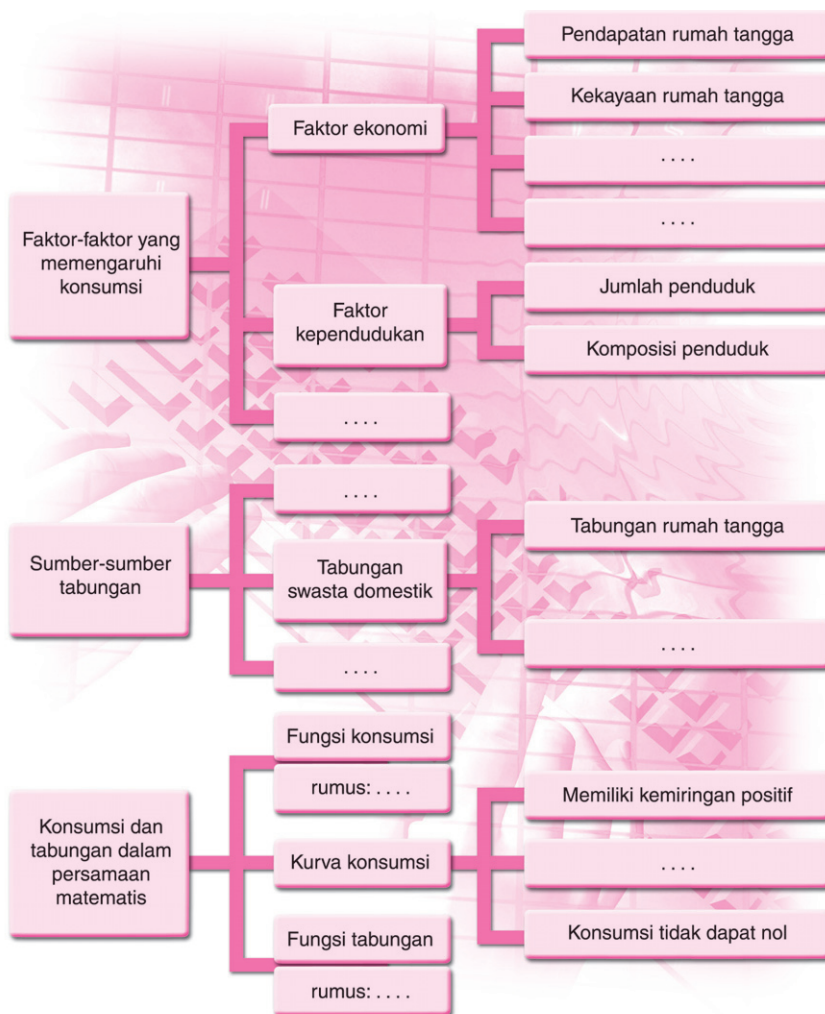 Faktor-faktor yang
memengaruhi
konsumsi
Faktor ekonomi
Pendapatan rumah tangga
Kekayaan rumah tangga
. . . .
. . . .
Faktor
kependudukan
Jumlah penduduk
Komposisi penduduk
. . . .
Sumber-sumber
tabungan
. . . .
Tabungan
swasta domestik
Tabungan rumah tangga
. . . .
. . . .
Konsumsi dan
tabungan dalam
persamaan
matematis
Fungsi konsumsi
rumus: . . . .
Kurva konsumsi
Memiliki kemiringan positif
. . . .
Konsumsi tidak dapat nol
Fungsi tabungan
rumus: . . . .